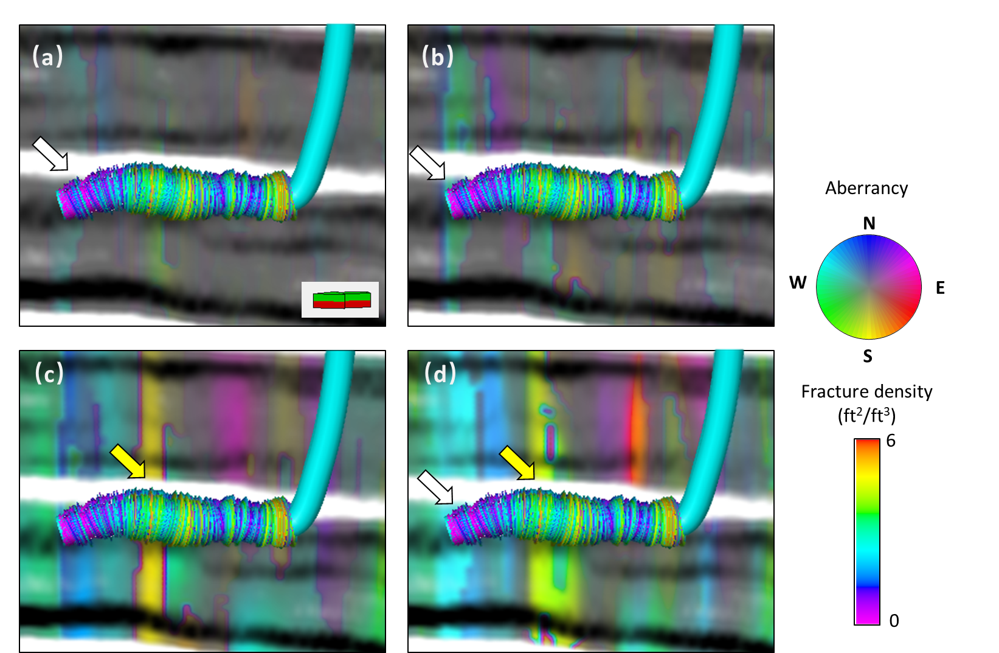 (a)
(b)
(c)
(d)
Aberrancy
N
W
E
S
Fracture density
(ft²/ft³)
6
0